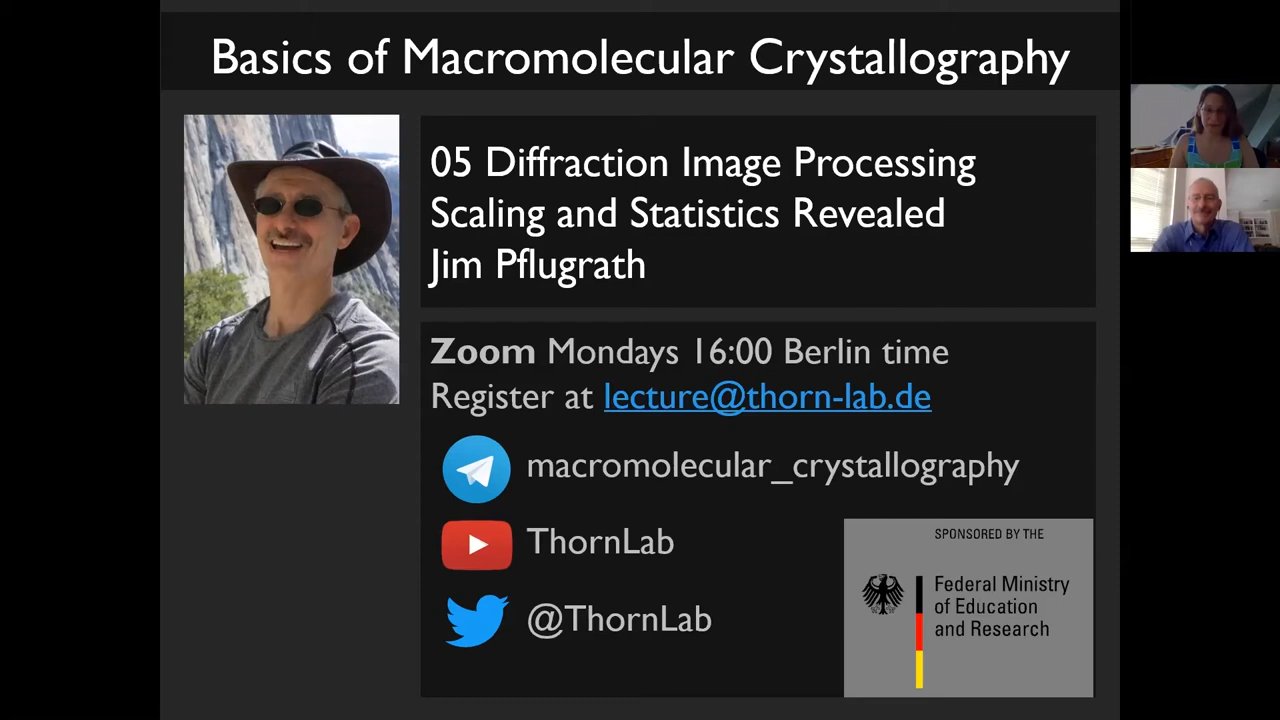 Basics of Macromolecular Crystallography
05 Diffraction Image Processing
Scaling and Statistics Revealed
Jim Pflugrath
Zoom Mondays 16:00 Berlin time
Register at lecture@thorn-lab.de
macromolecular_crystallography
ThornLab
@ThornLab
SPONSORED BY THE
Federal Ministry
of Education
and Research